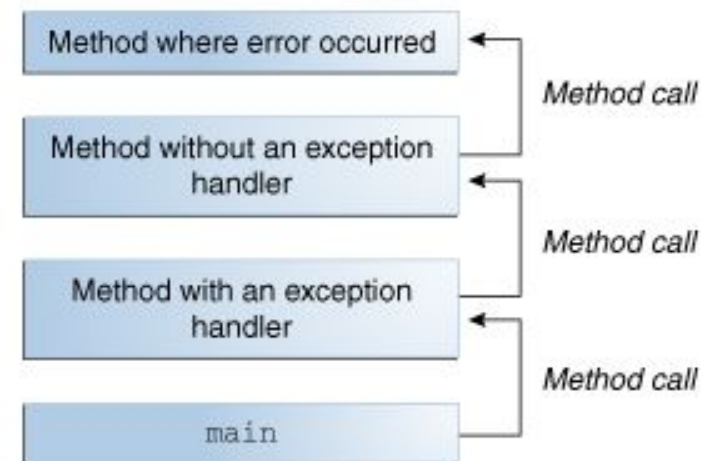 Method where error occurred
Method call
Method without an exception
handler
Method call
Method with an exception
handler
Method call
main